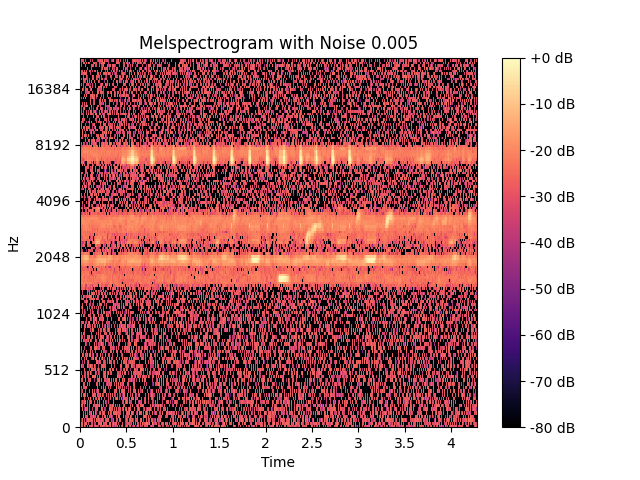 Melspectrogram with Noise 0.005
Hz
16384
8192
4096
2048
1024
512
0
0 0.5 1 1.5 2 2.5 3 3.5 4
Time
+0 dB
-10 dB
-20 dB
-30 dB
-40 dB
-50 dB
-60 dB
-70 dB
-80 dB